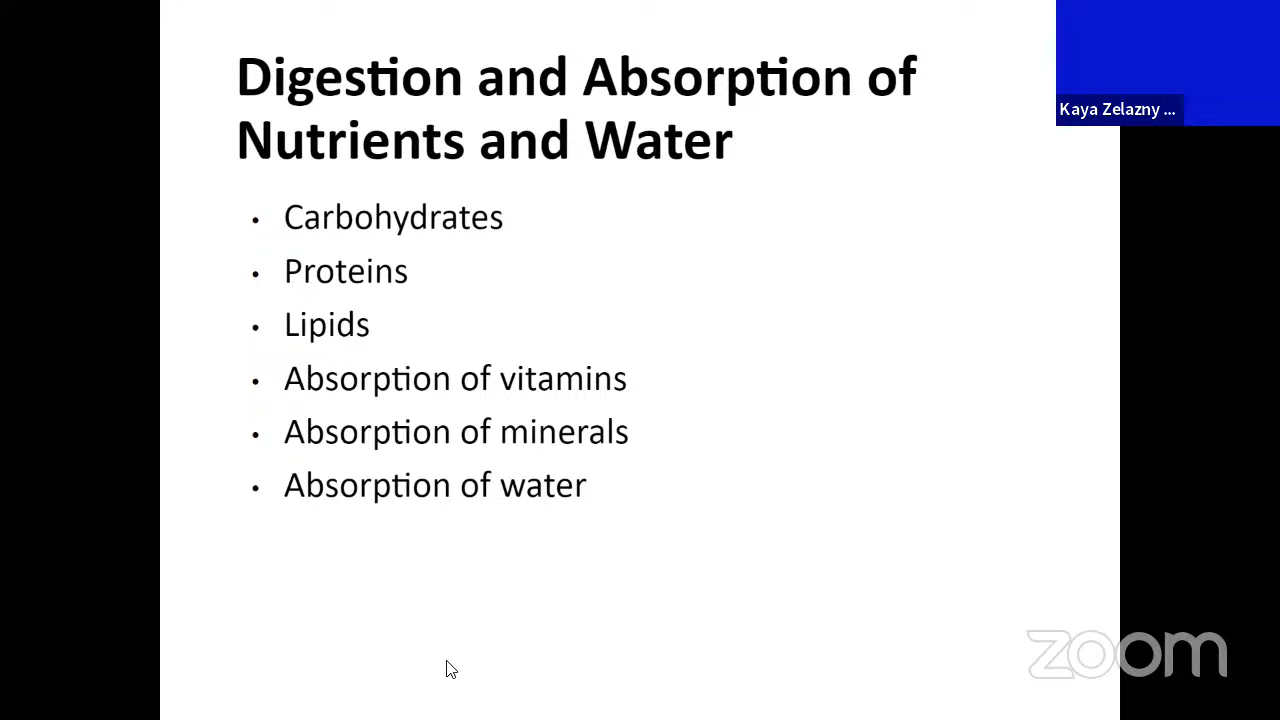 Digestion and Absorption of
Nutrients and Water
Kaya Zelazny ...
• Carbohydrates
• Proteins
• Lipids
• Absorption of vitamins
• Absorption of minerals
• Absorption of water
zoom